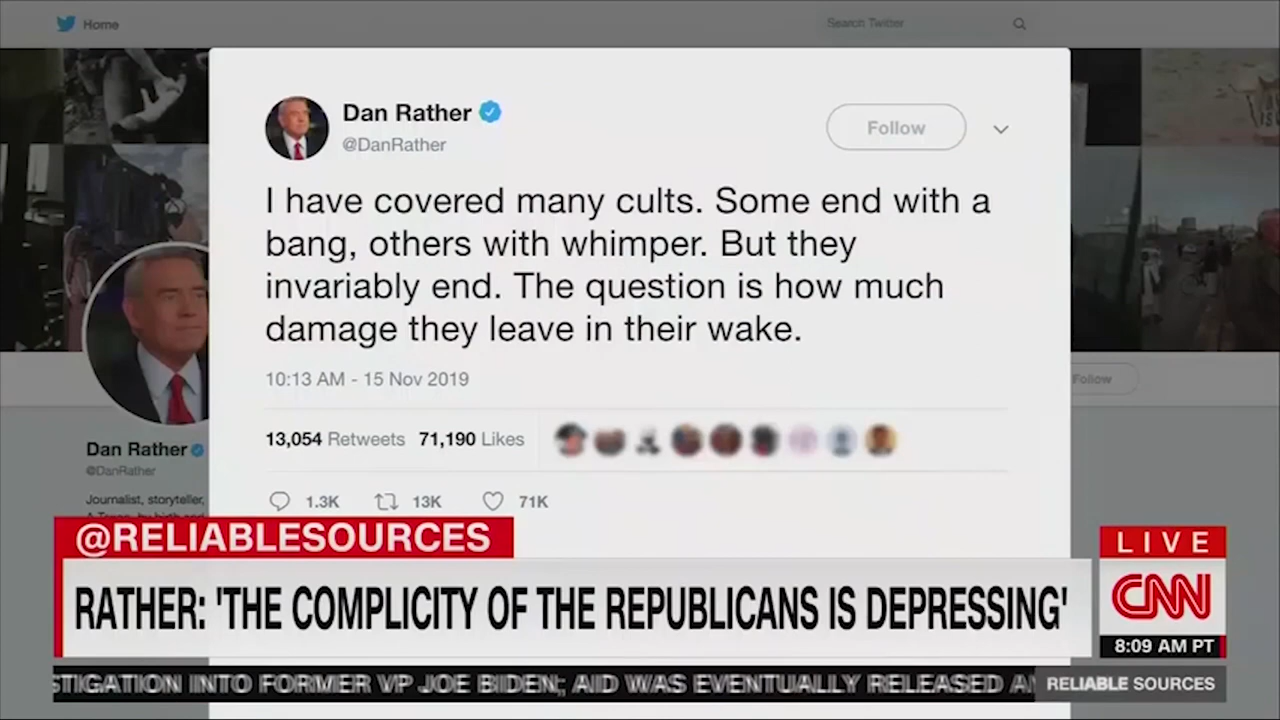 Home
Search Twitter
Dan Rather
@DanRather
Follow
I have covered many cults. Some end with a
bang, others with whimper. But they
invariably end. The question is how much
damage they leave in their wake.
10:13 AM - 15 Nov 2019
13,054 Retweets 71,190 Likes
1.3K 13K 71K
Follow
Dan Rather
@DanRather
Journalist, storyteller,
@RELIABLESOURCES
RATHER: 'THE COMPLICITY OF THE REPUBLICANS IS DEPRESSING'
LIVE
CNN
8:09 AM PT
STIGATION INTO FORMER VP JOE BIDEN; AID WAS EVENTUALLY RELEASED
RELIABLE SOURCES